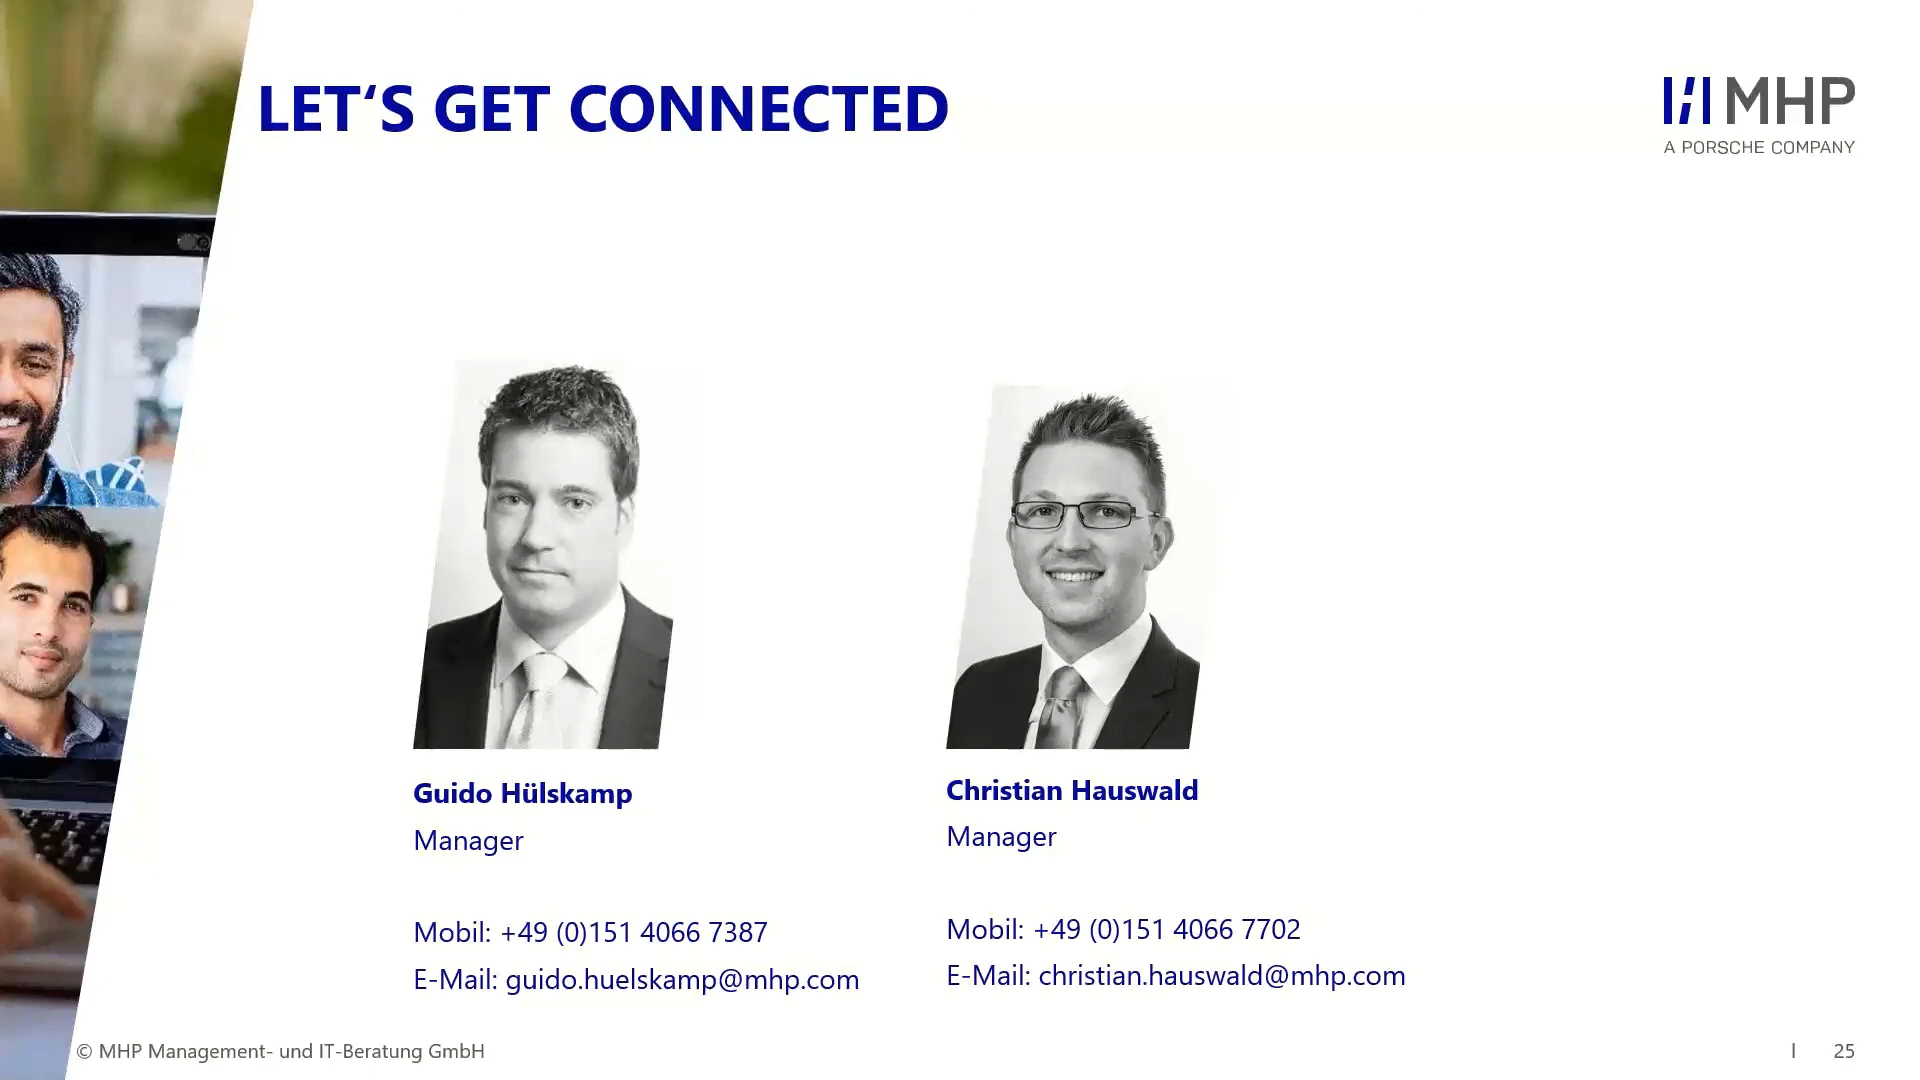 LET‘S GET CONNECTED
MHP
A PORSCHE COMPANY
Guido Hülskamp
Manager
Mobil: +49 (0)151 4066 7387
E-Mail: guido.huelskamp@mhp.com
Christian Hauswald
Manager
Mobil: +49 (0)151 4066 7702
E-Mail: christian.hauswald@mhp.com
© MHP Management- und IT-Beratung GmbH
I 25